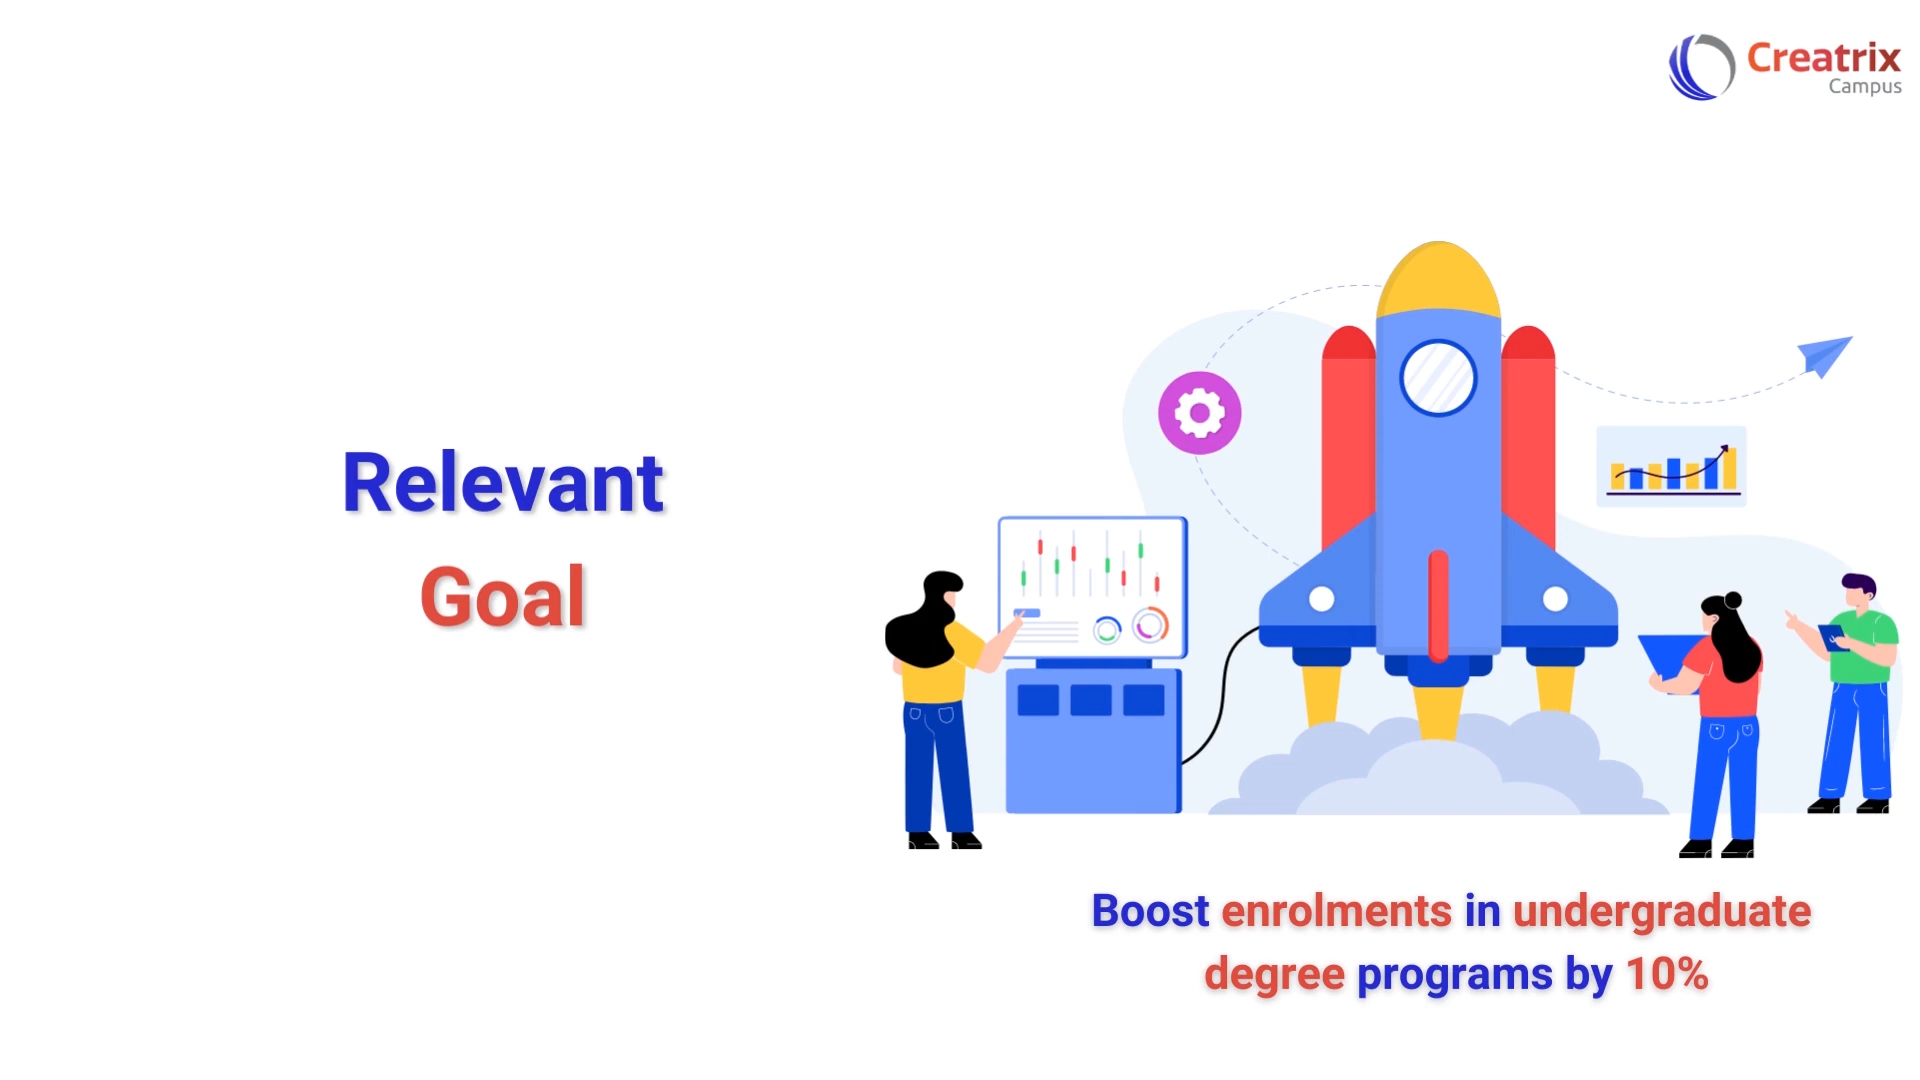 Creatrix
Campus
Relevant
Goal
Boost enrolments in undergraduate
degree programs by 10%